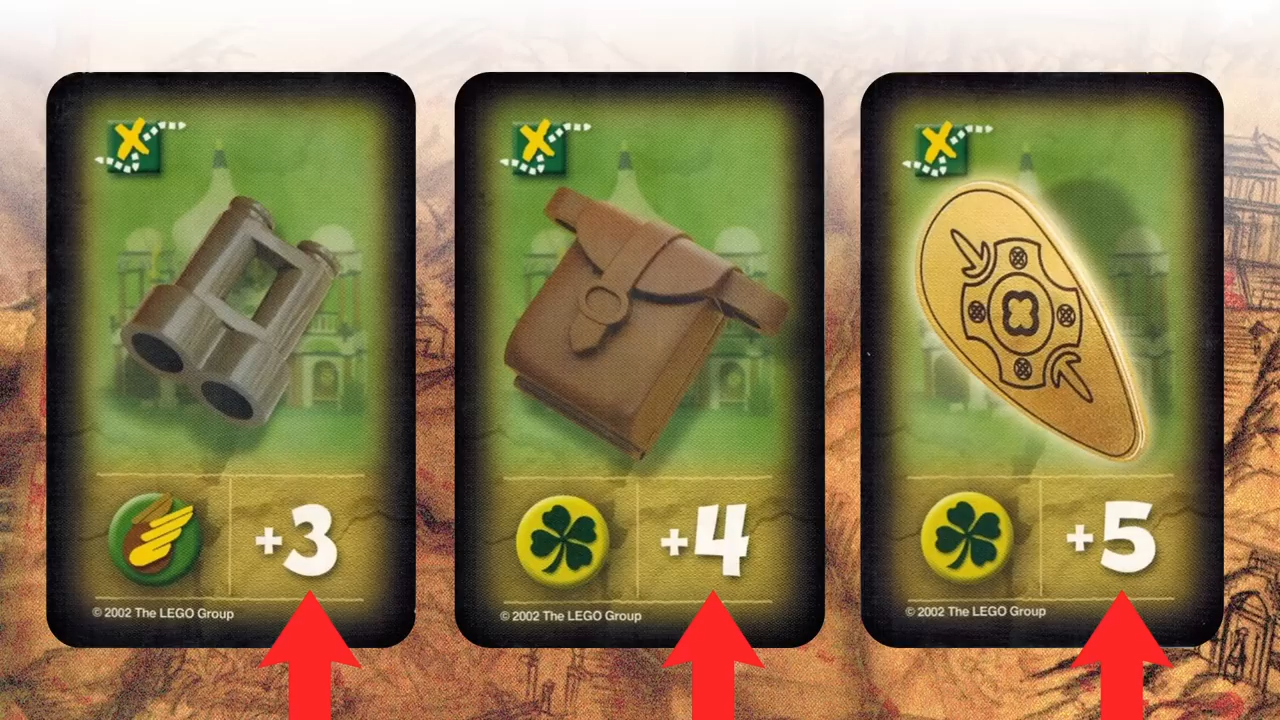 +3
© 2002 The LEGO Group
+4
© 2002 The LEGO Group
+5
© 2002 The LEGO Group